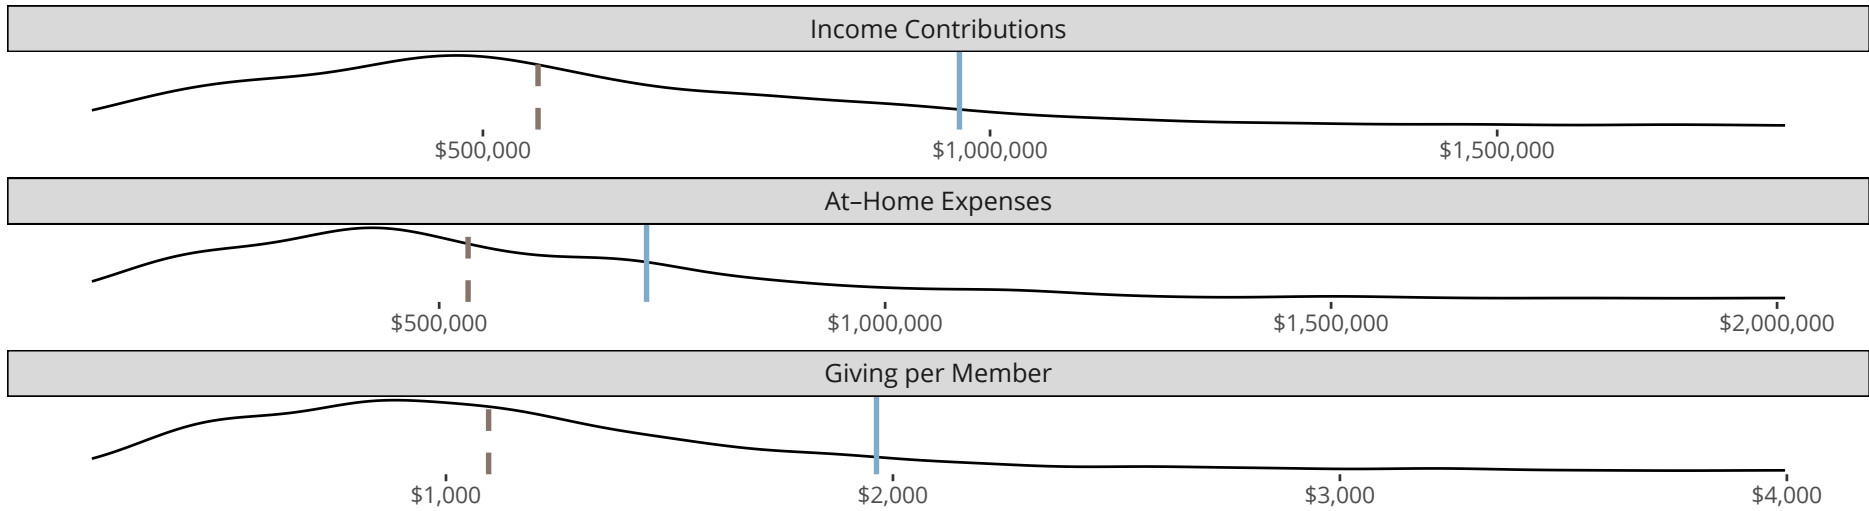 Income Contributions
$500,000 $1,000,000 $1,500,000
At–Home Expenses
$500,000 $1,000,000 $1,500,000 $2,000,000
Giving per Member
$1,000 $2,000 $3,000 $4,000